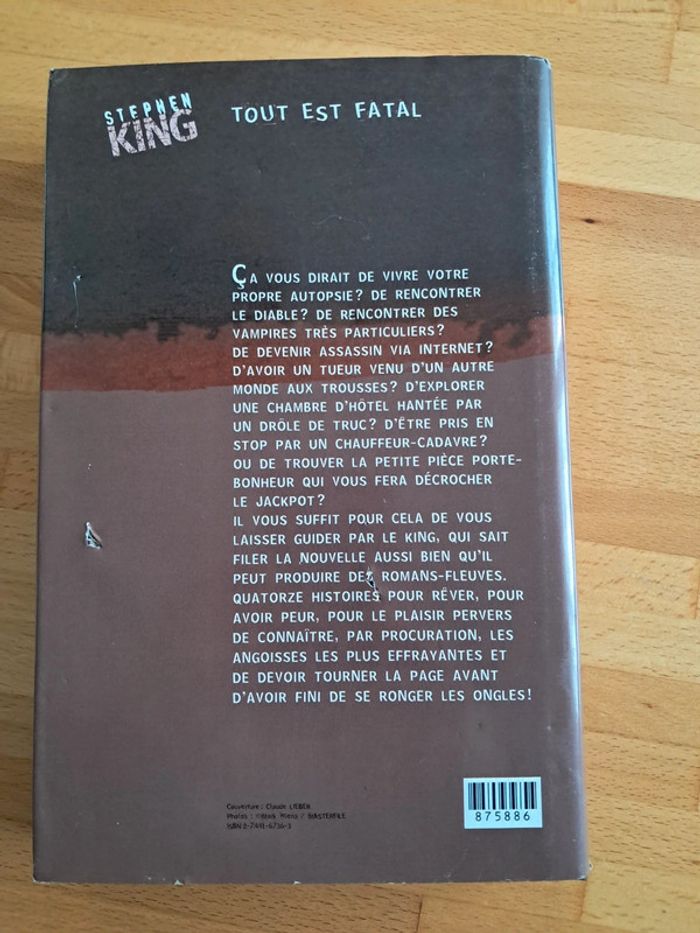 STEPHEN
KING
TOUT EST FATAL
ÇA VOUS DIRAIT DE VIVRE VOTRE
PROPRE AUTOPSIE? DE RENCONTRER
LE DIABLE? DE RENCONTRER DES
VAMPIRES TRÈS PARTICULIERS?
DE DEVENIR ASSASSIN VIA INTERNET?
D'AVOIR UN TUEUR VENU D'UN AUTRE
MONDE AUX TROUSSES? D'EXPLORER
UNE CHAMBRE D'HÔTEL HANTÉE PAR
UN DRÔLE DE TRUC? D'ÊTRE PRIS EN
STOP PAR UN CHAUFFEUR-CADAVRE?
OU DE TROUVER LA PETITE PIÈCE PORTE-
BONHEUR QUI VOUS FERA DÉCROCHER
LE JACKPOT?
IL VOUS SUFFIT POUR CELA DE VOUS
LAISSER GUIDER PAR LE KING, QUI SAIT
FILER LA NOUVELLE AUSSI BIEN QU'IL
PEUT PRODUIRE DES ROMANS-FLEUVES.
QUATORZE HISTOIRES POUR RÊVER, POUR
AVOIR PEUR, POUR LE PLAISIR PERVERS
DE CONNAÎTRE, PAR PROCURATION, LES
ANGOISSES LES PLUS EFFRAYANTES ET
DE DEVOIR TOURNER LA PAGE AVANT
D'AVOIR FINI DE SE RONGER LES ONGLES!
Couverture : Claude LIEBER
Photos : / MASTERFILE
ISBN 2-7441-6736-3
875886